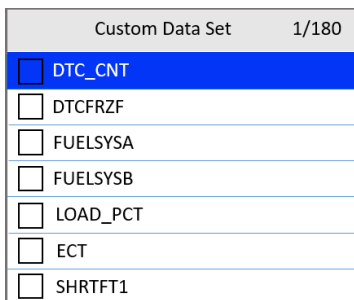 Custom Data Set 1/180
DTC_CNT
DTCFRZF
FUELSYSA
FUELSYSB
LOAD_PCT
ECT
SHRTFT1